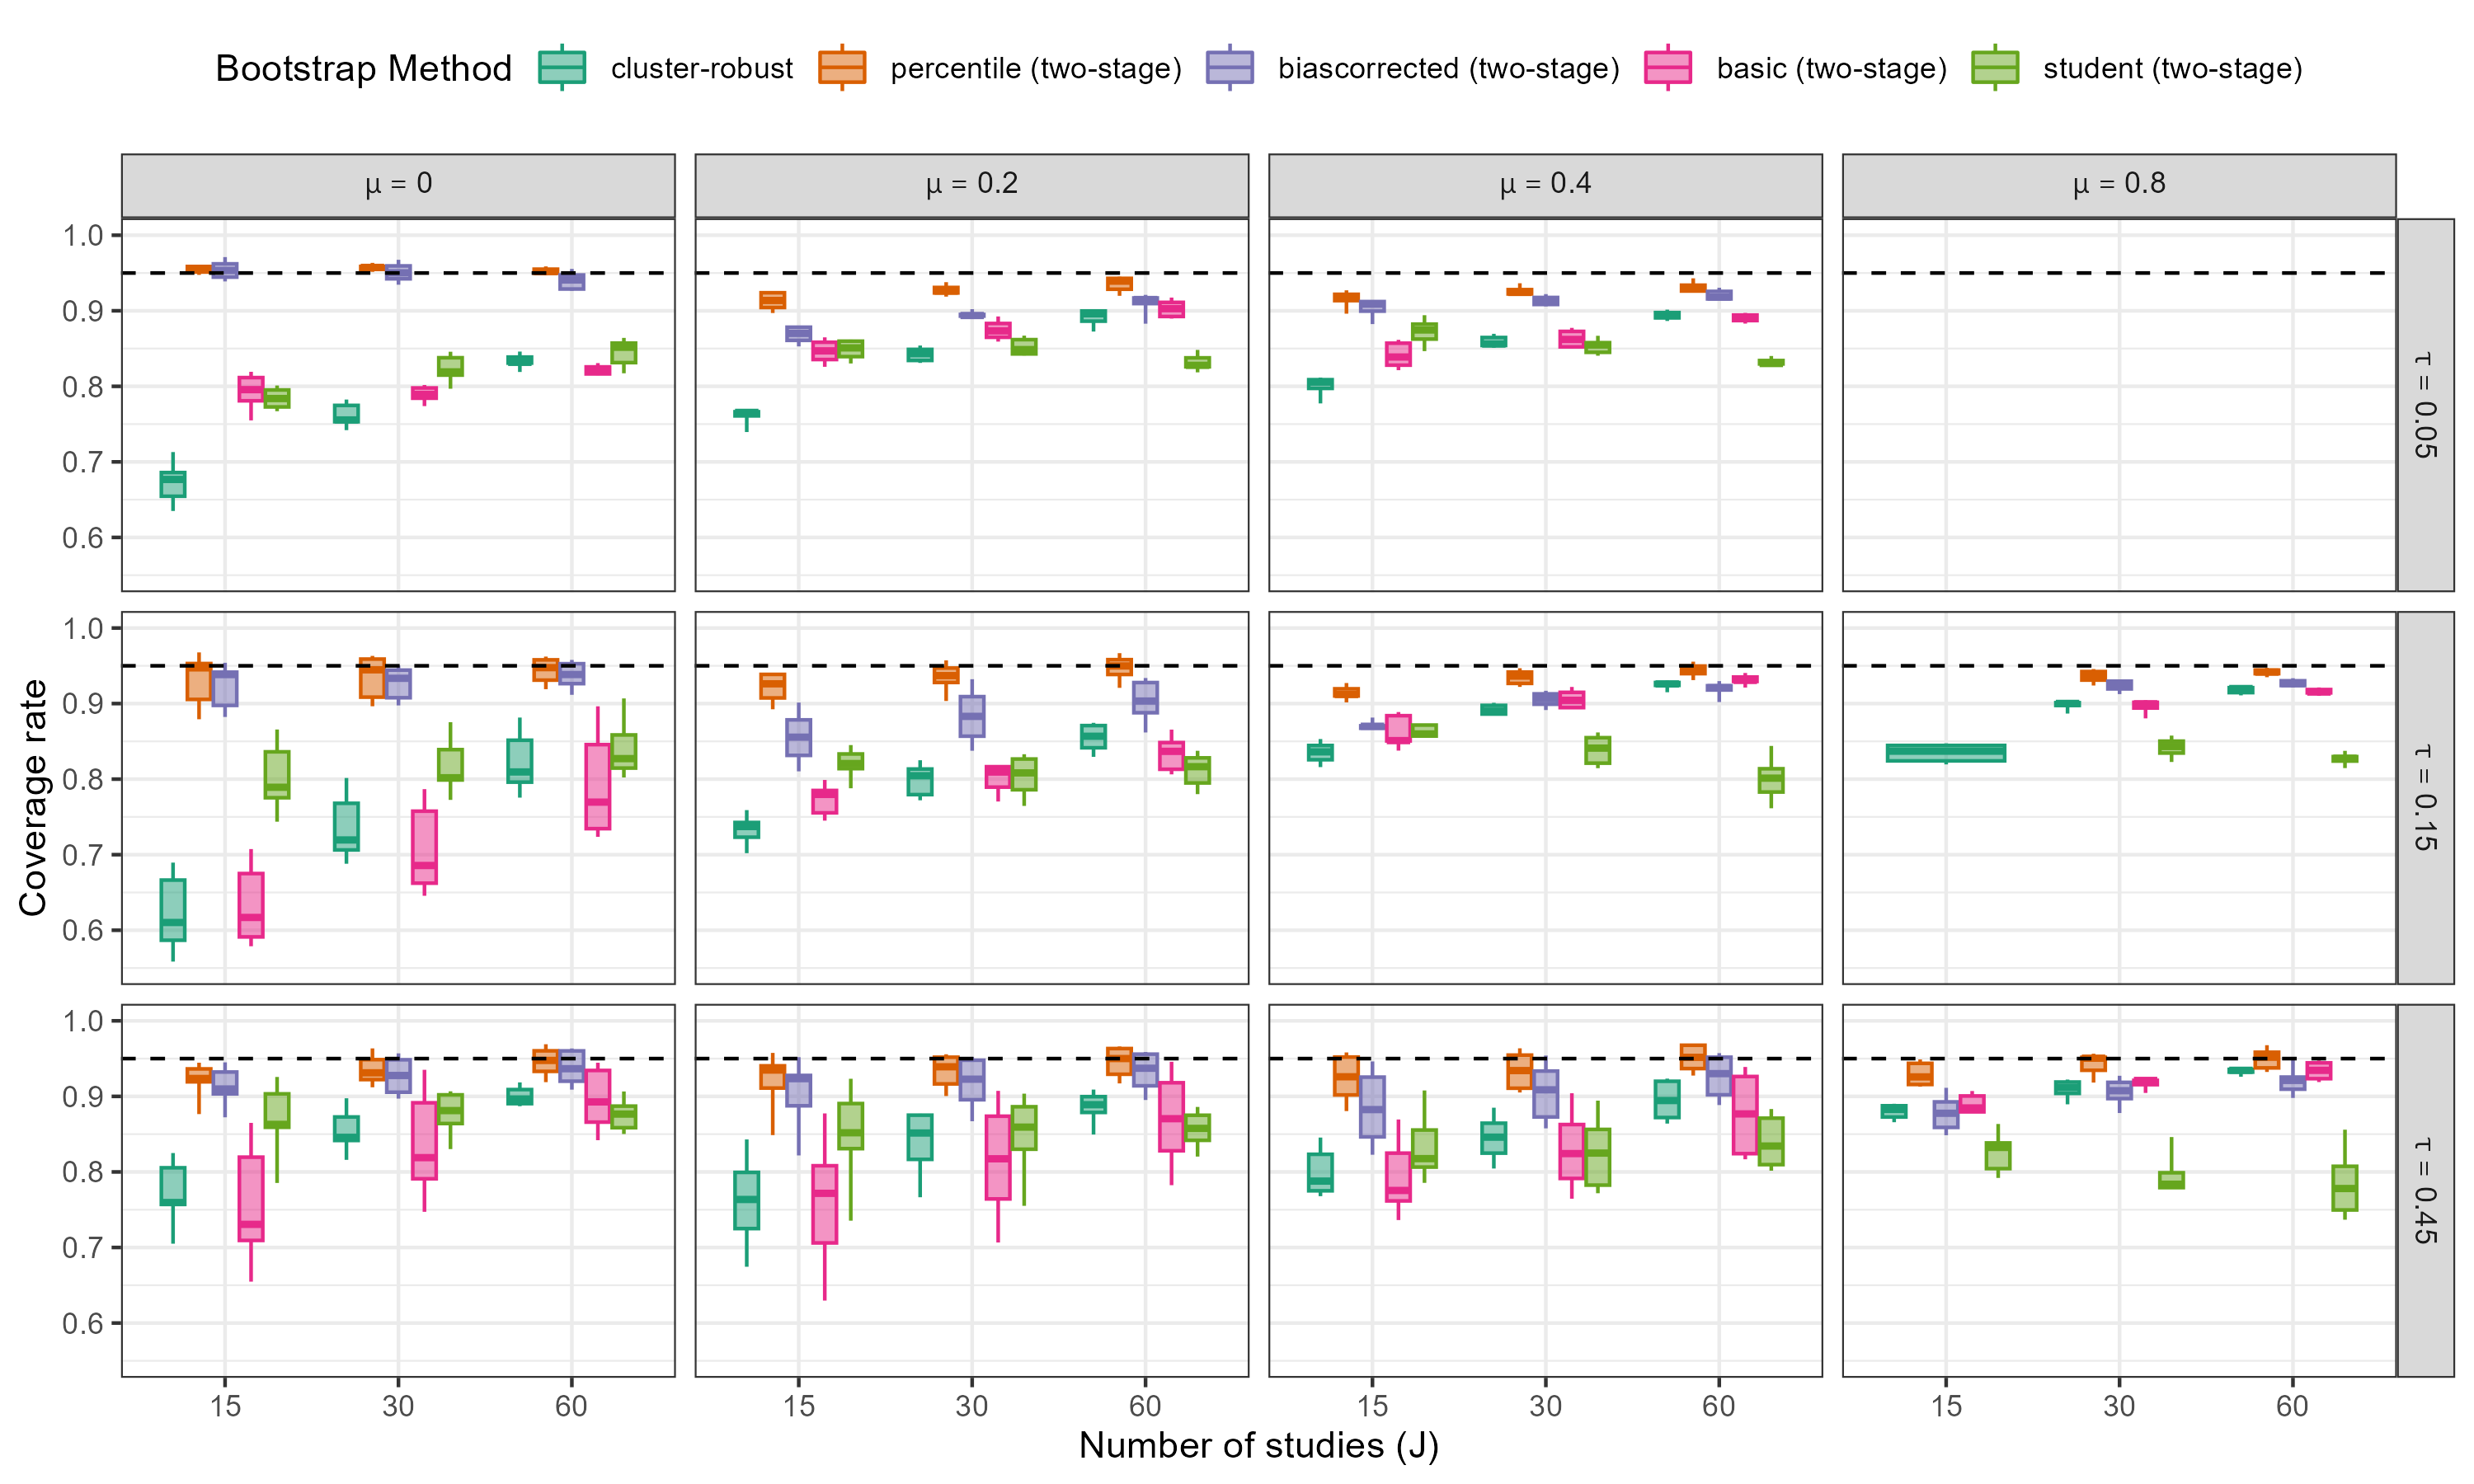 Bootstrap Method cluster-robust percentile (two-stage) biascorrected (two-stage) basic (two-stage) student (two-stage)
μ = 0 μ = 0.2 μ = 0.4 μ = 0.8
1.0
0.9
0.8
0.7
0.6
τ = 0.05
1.0
0.9
0.8
0.7
0.6
τ = 0.15
Coverage rate
1.0
0.9
0.8
0.7
0.6
τ = 0.45
15 30 60 15 30 60 15 30 60 15 30 60
Number of studies (J)